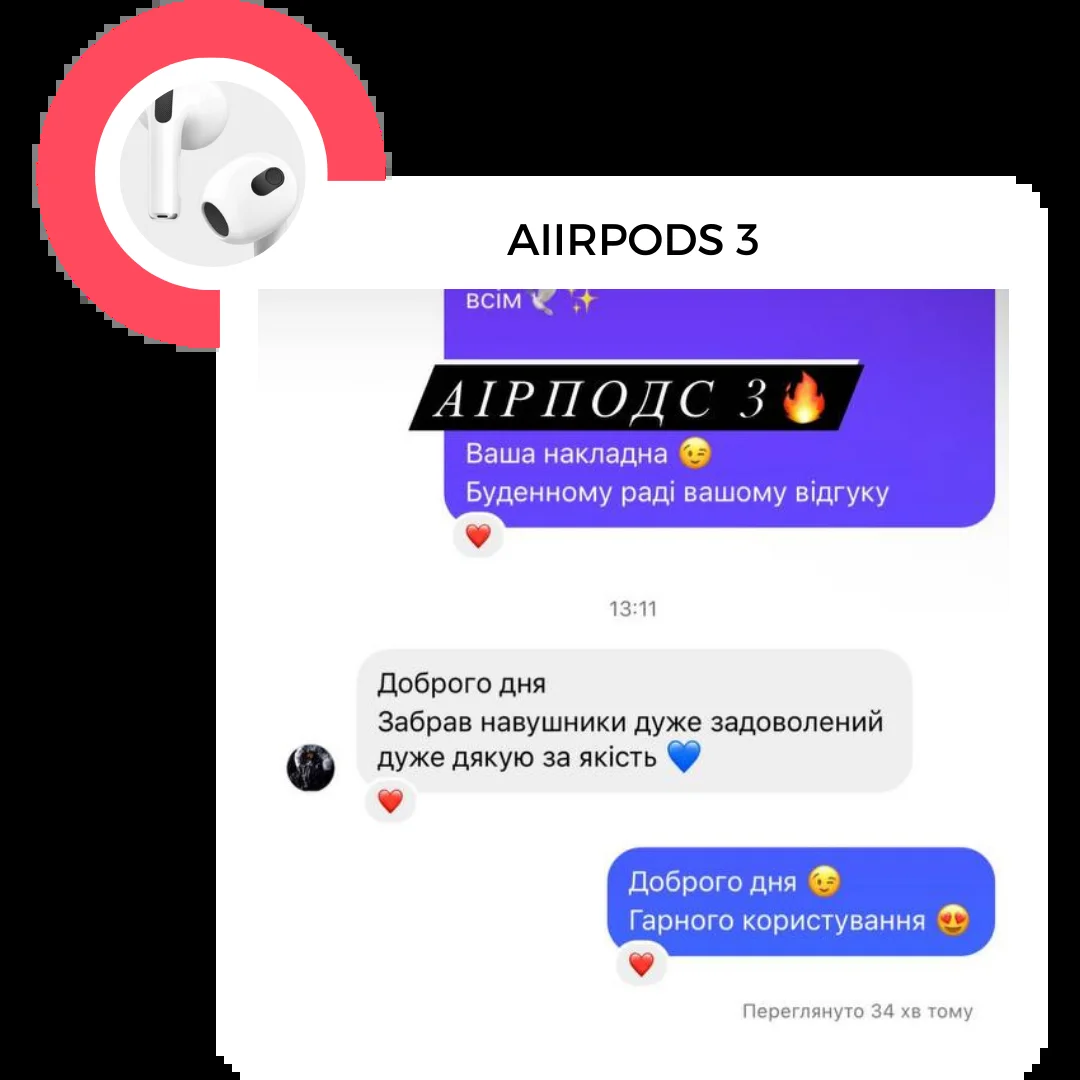 AIIRPODS 3
всім 🕊✨
АІРПОДС 3🔥
Ваша накладна 😉
Буденному раді вашому відгуку
13:11
Доброго дня
Забрав навушники дуже задоволений
дуже дякую за якість 💙
Доброго дня 😉
Гарного користування 😍
Переглянуто 34 хв тому